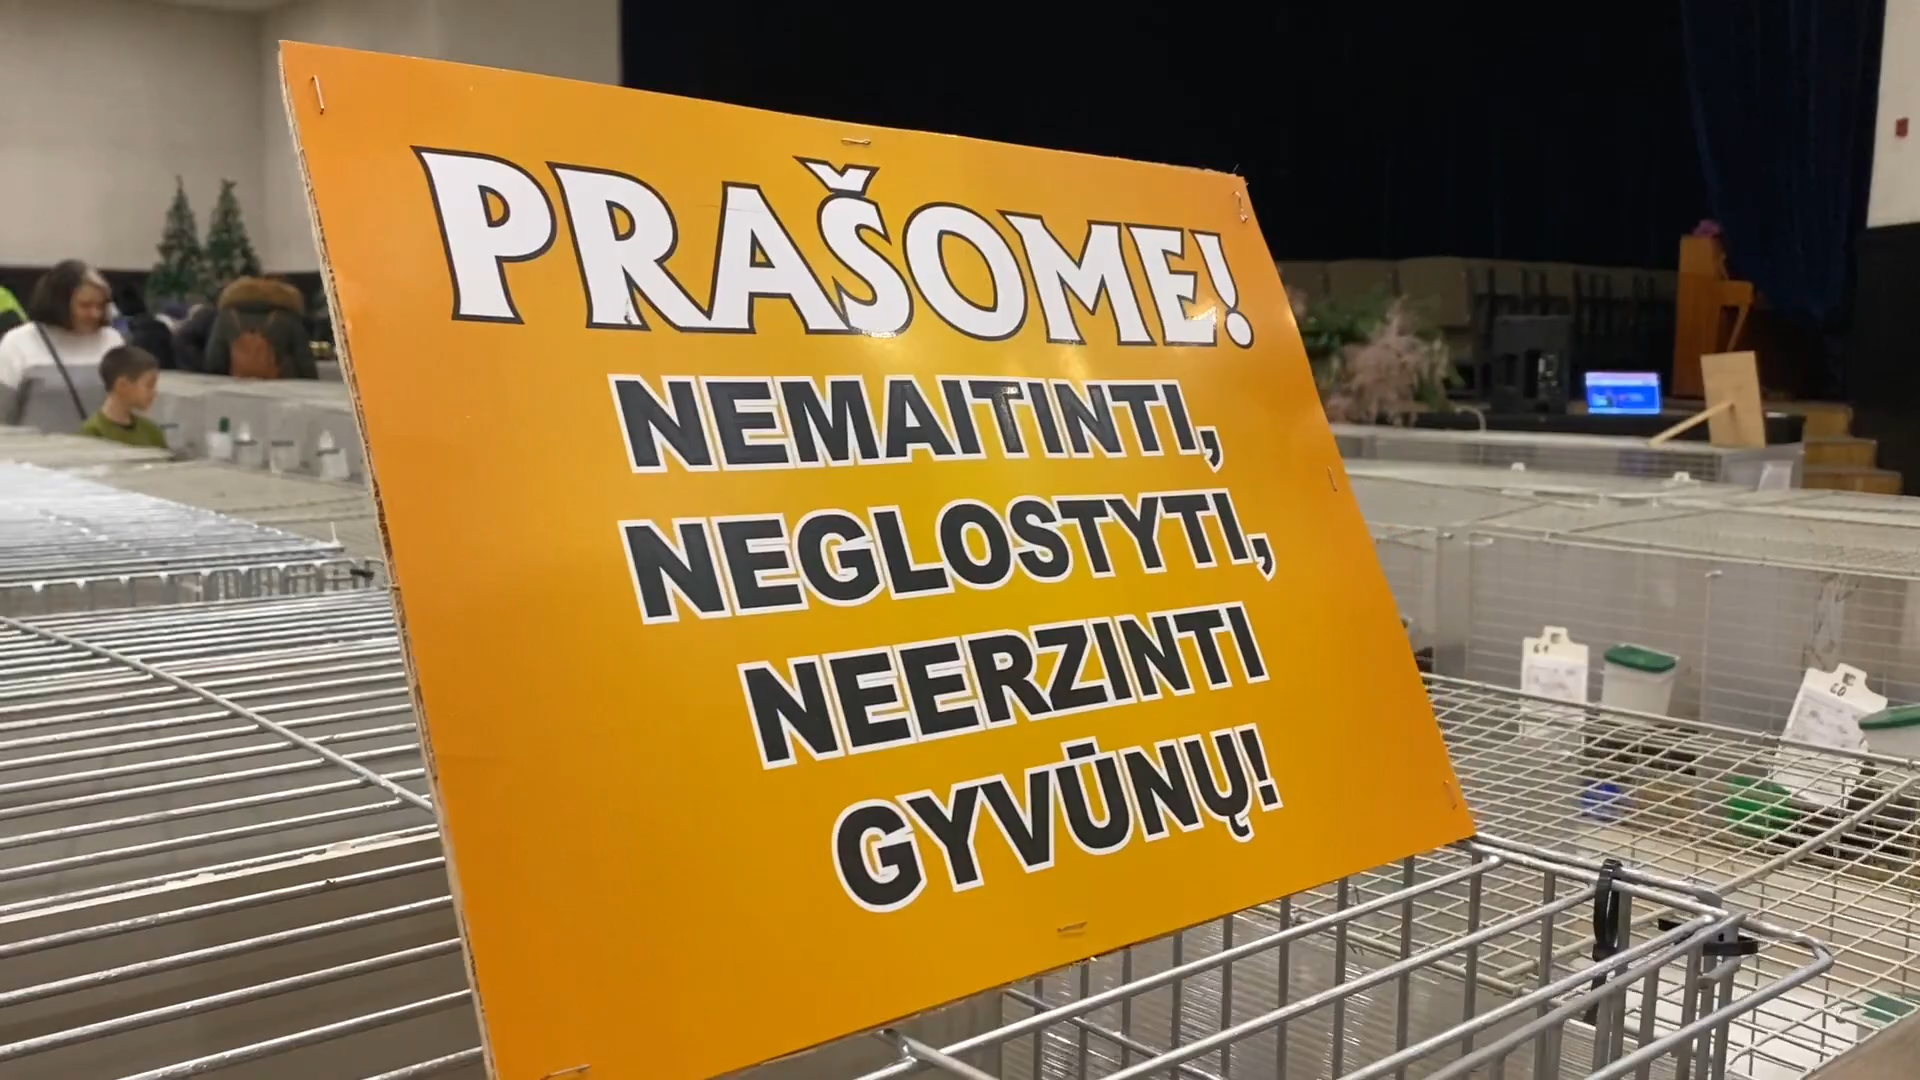 PRAŠOME!
NEMAITINTI,
NEGLOSTYTI,
NEERZINTI
GYVŪNŲ!